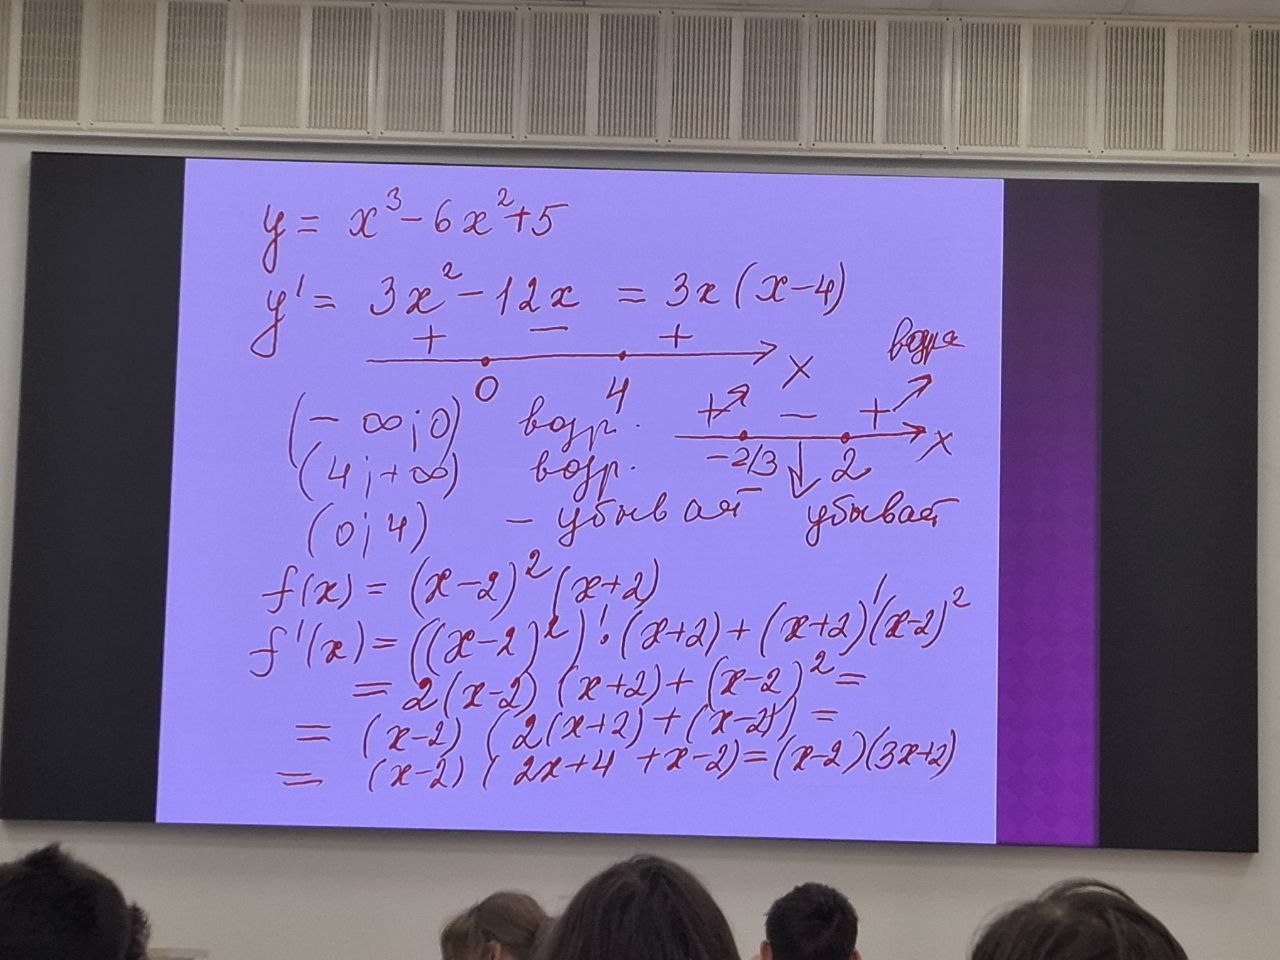 y = x³ - 6x² + 5
y' = 3x² - 12x = 3x(x-4)
+ − +
0 4 x
возр
(-∞; 0) возр.
+ − +
-2/3 2 x
(4; +∞) возр.
(0; 4) - убывает убывает
f(x) = (x-2)² (x+2)
f'(x) = ((x-2)²)' · (x+2) + (x+2)' (x-2)²
= 2(x-2) (x+2) + (x-2)² =
= (x-2) (2(x+2) + (x-2)) =
= (x-2) (2x+4 +x-2) = (x-2)(3x+2)